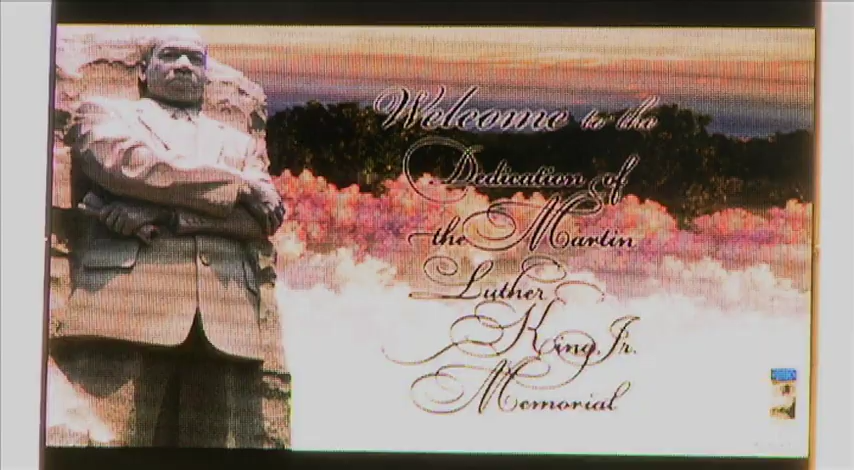 Welcome to the
Dedication of
the Martin
Luther
King, Jr.
Memorial